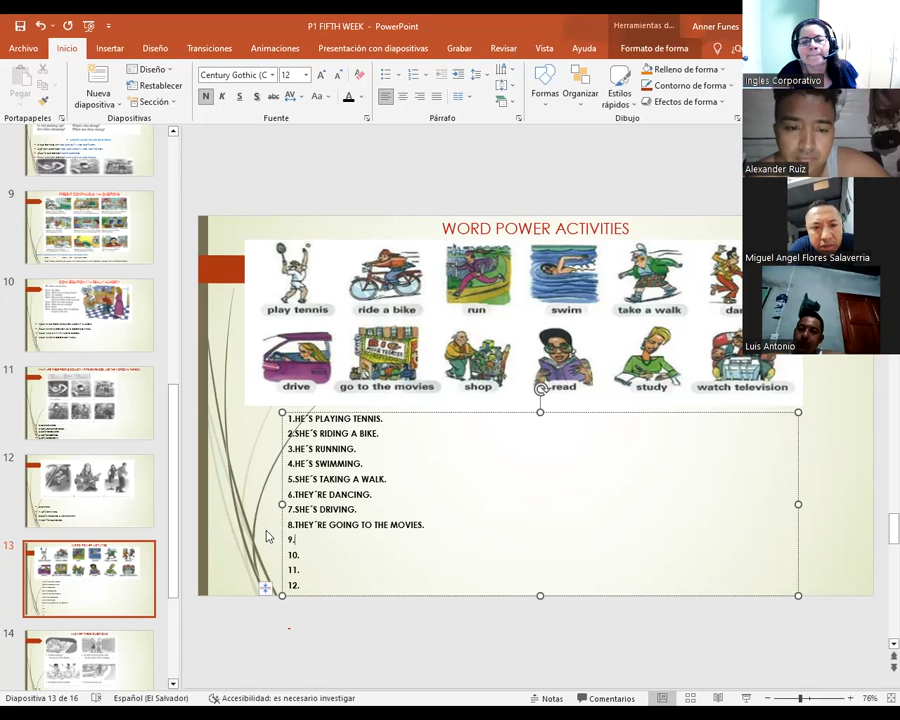 P1 FIFTH WEEK - PowerPoint
Herramientas d...
Anner Funes
Archivo
Inicio
Insertar
Diseño
Transiciones
Animaciones
Presentación con diapositivas
Grabar
Revisar
Vista
Ayuda
Formato de forma
Pegar
Nueva
diapositiva
Diseño
Restablecer
Sección
Century Gothic (C
12
N K S S abc AV Aa A
Formas
Organizar
Estilos
rápidos
Relleno de forma
Contorno de forma
Efectos de forma
Portapapeles
Diapositivas
Fuente
Párrafo
Dibujo
Ingles Corporativo
Alexander Ruiz
Miguel Angel Flores Salaverria
Luis Antonio
9
10
11
12
13
14
WORD POWER ACTIVITIES
play tennis
ride a bike
run
swim
take a walk
dan
drive
go to the movies
shop
read
study
watch television
1.HE´S PLAYING TENNIS.
2.SHE´S RIDING A BIKE.
3.HE´S RUNNING.
4.HE´S SWIMMING.
5.SHE´S TAKING A WALK.
6.THEY´RE DANCING.
7.SHE´S DRIVING.
8.THEY´RE GOING TO THE MOVIES.
9.
10.
11.
12.
Diapositiva 13 de 16
Español (El Salvador)
Accesibilidad: es necesario investigar
Notas
Comentarios
76%